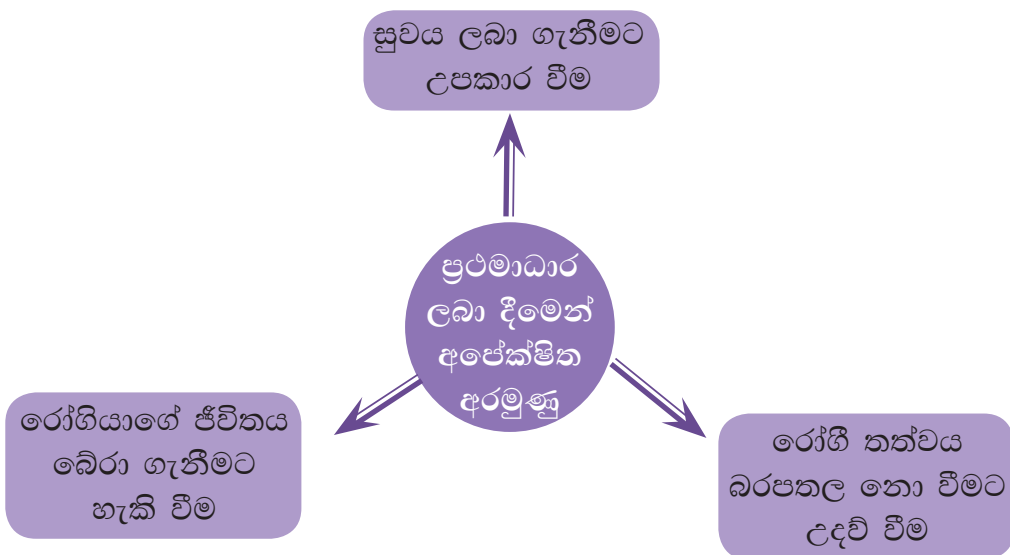 සුවය ලබා ගැනීමට
උපකාර වීම
ප්‍රථමාධාර
ලබා දීමෙන්
අපේක්ෂිත
අරමුණු
රෝගියාගේ ජීවිතය
බේරා ගැනීමට
හැකි වීම
රෝගී තත්වය
බරපතල නො වීමට
උදව් වීම